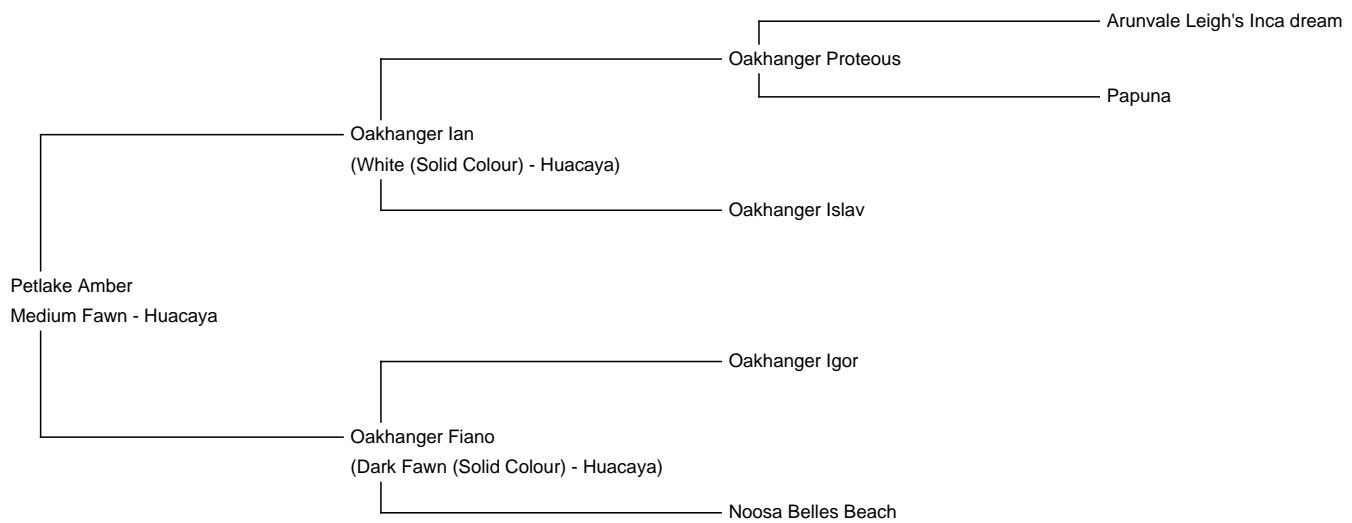 Arunvale Leigh's Inca dream
Oakhanger Proteous
Papuna
Oakhanger Ian
(White (Solid Colour) - Huacaya)
Oakhanger Islav
Petlake Amber
Medium Fawn - Huacaya
Oakhanger Igor
Oakhanger Fiano
(Dark Fawn (Solid Colour) - Huacaya)
Noosa Belles Beach